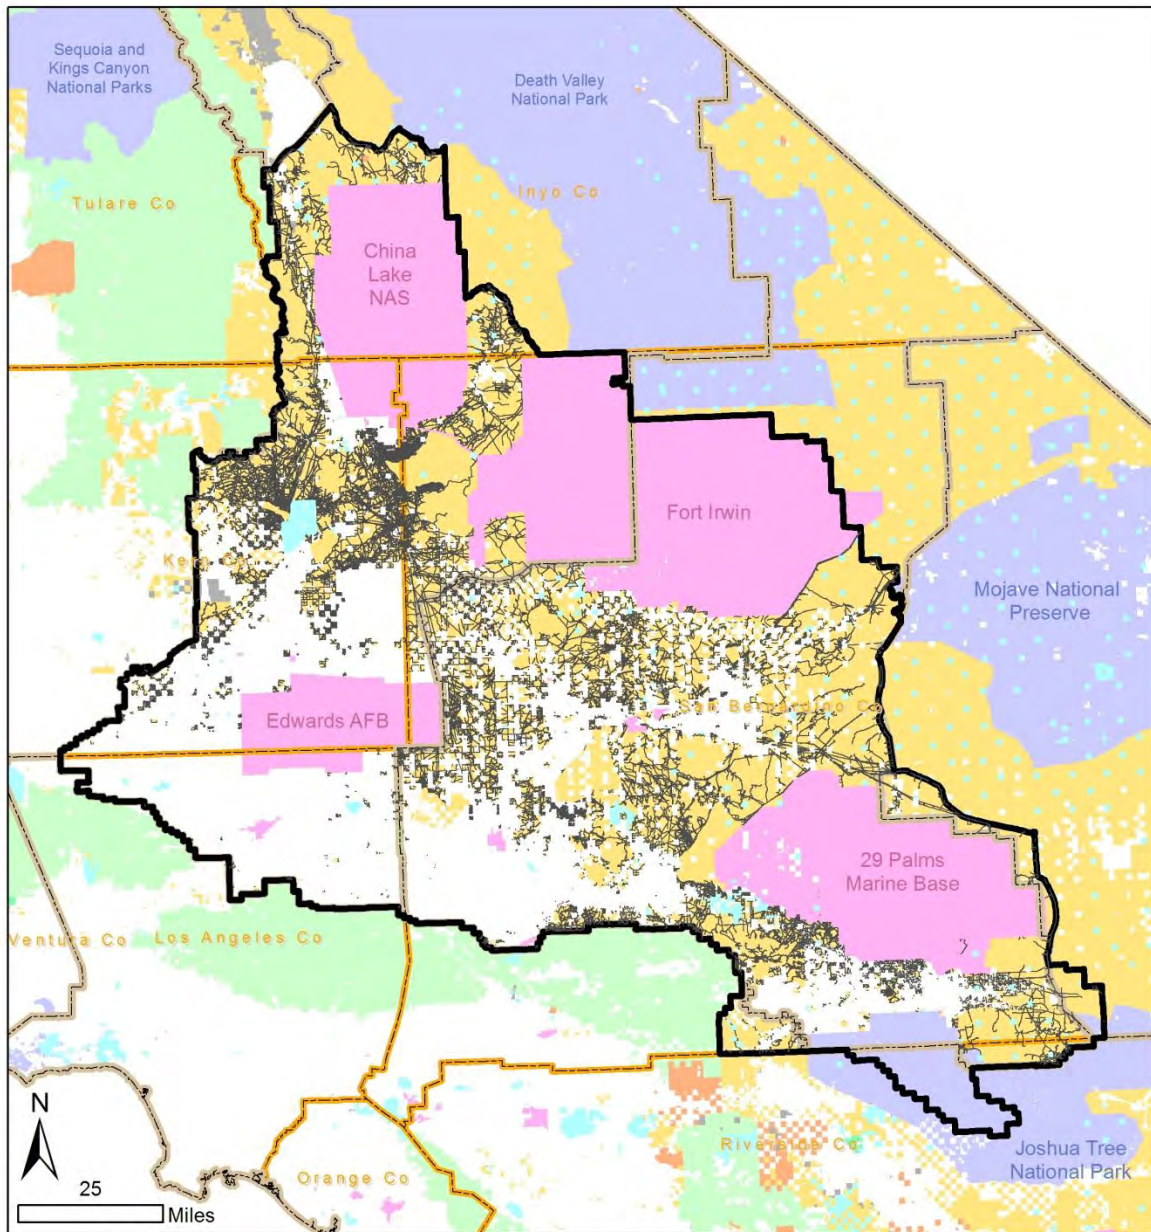 Sequoia and
Kings Canyon
National Parks
Death Valley
National Park
Tulare Co
Inyo Co
China
Lake
NAS
Fort Irwin
Kern Co
Mojave National
Preserve
Edwards AFB
San Bernardino Co
29 Palms
Marine Base
Ventura Co
Los Angeles Co
N
Riverside Co
Joshua Tree
National Park
Orange Co
25
Miles